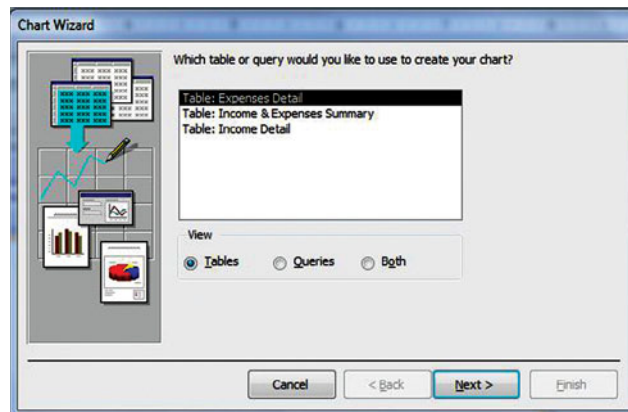 Chart Wizard
Which table or query would you like to use to create your chart?
Table: Expenses Detail
Table: Income & Expenses Summary
Table: Income Detail
View
Tables Queries Both
Cancel < Back Next > Finish